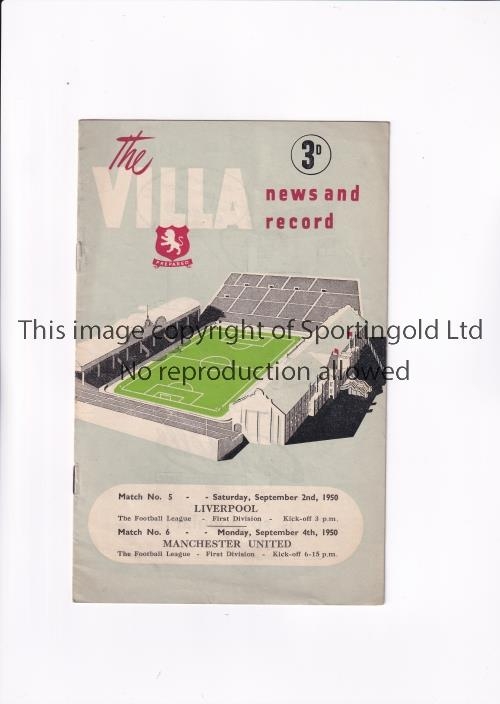 The
VILLA
3D
news and
record
PREPARED
This image copyright of Sportingold Ltd
No reproduction allowed
Match No. 5 - - Saturday, September 2nd, 1950
LIVERPOOL
The Football League - First Division - Kick-off 3 p.m.
Match No. 6 - - Monday, September 4th, 1950
MANCHESTER UNITED
The Football League - First Division - Kick-off 6-15 p.m.